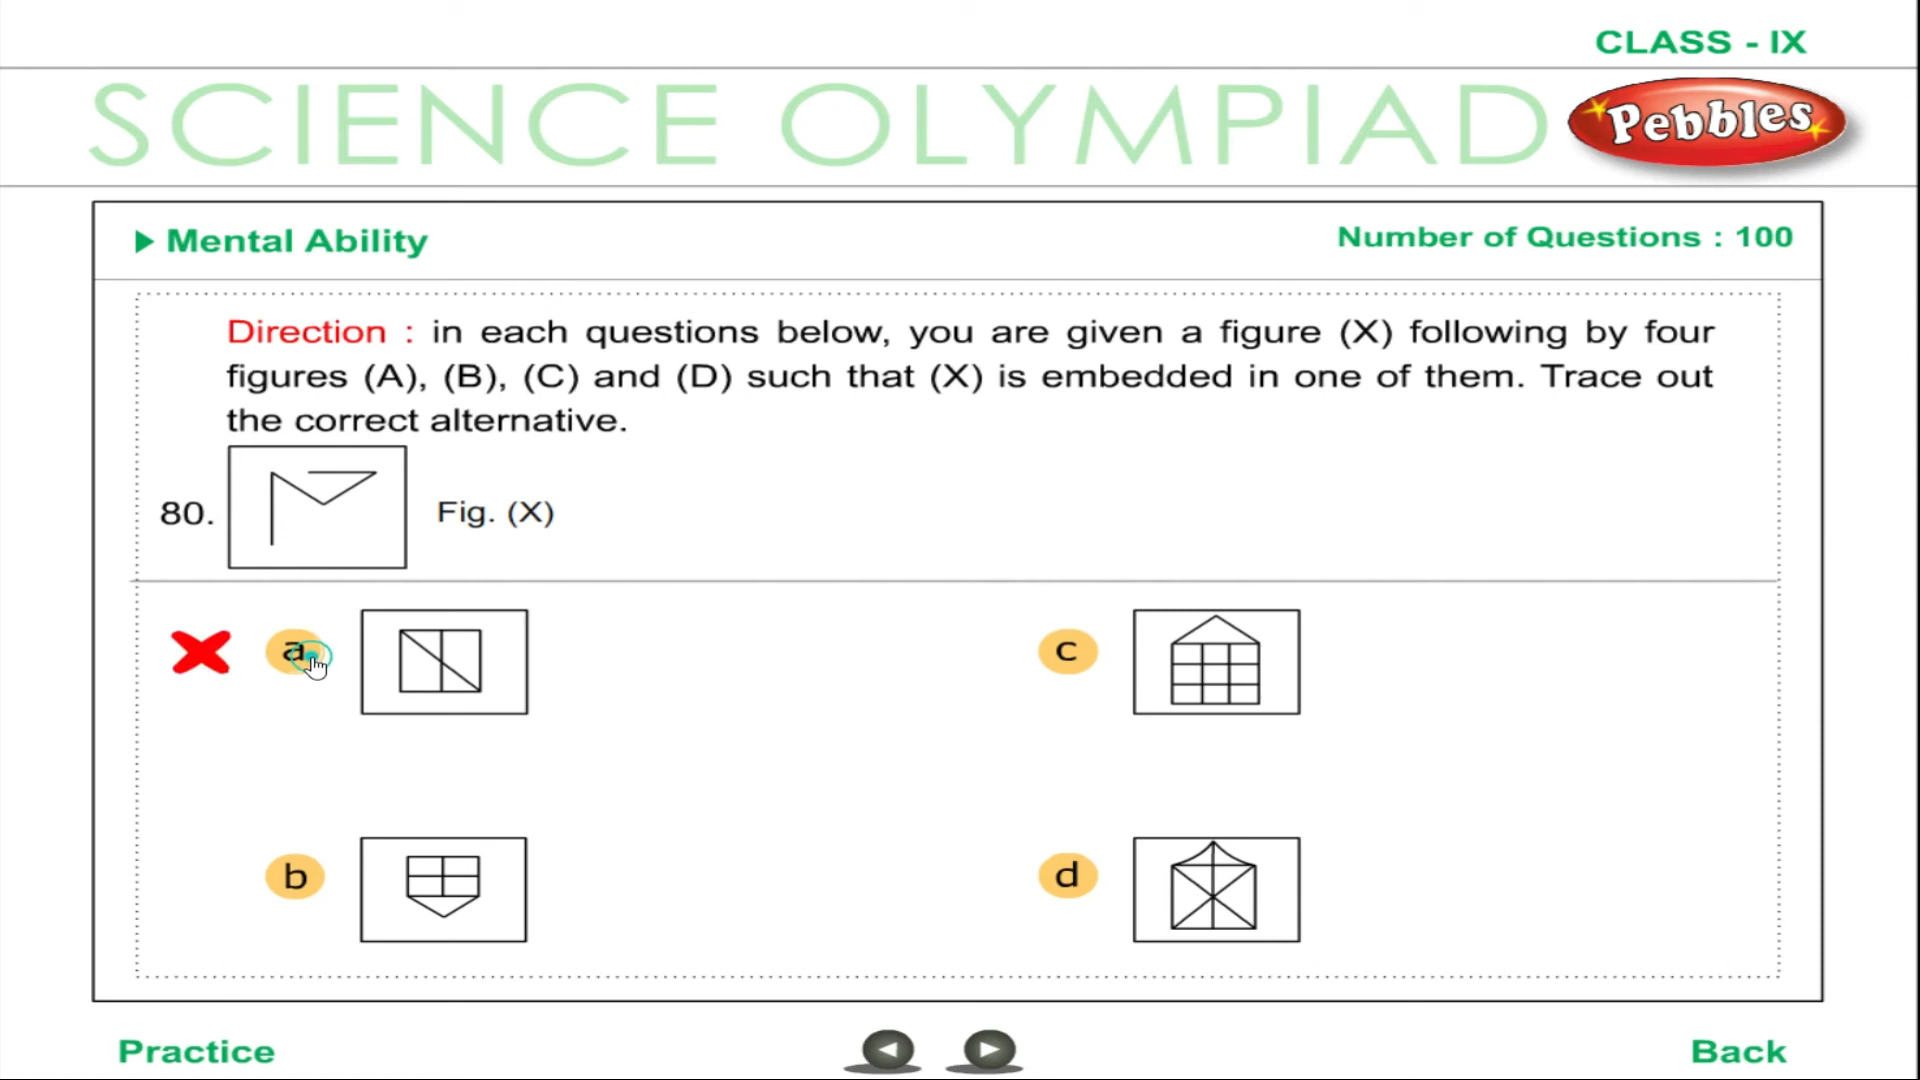 CLASS - IX
SCIENCE OLYMPIAD
Pebbles
Mental Ability
Number of Questions : 100
Direction : in each questions below, you are given a figure (X) following by four
figures (A), (B), (C) and (D) such that (X) is embedded in one of them. Trace out
the correct alternative.
80.
Fig. (X)
a
c
b
d
Practice
Back